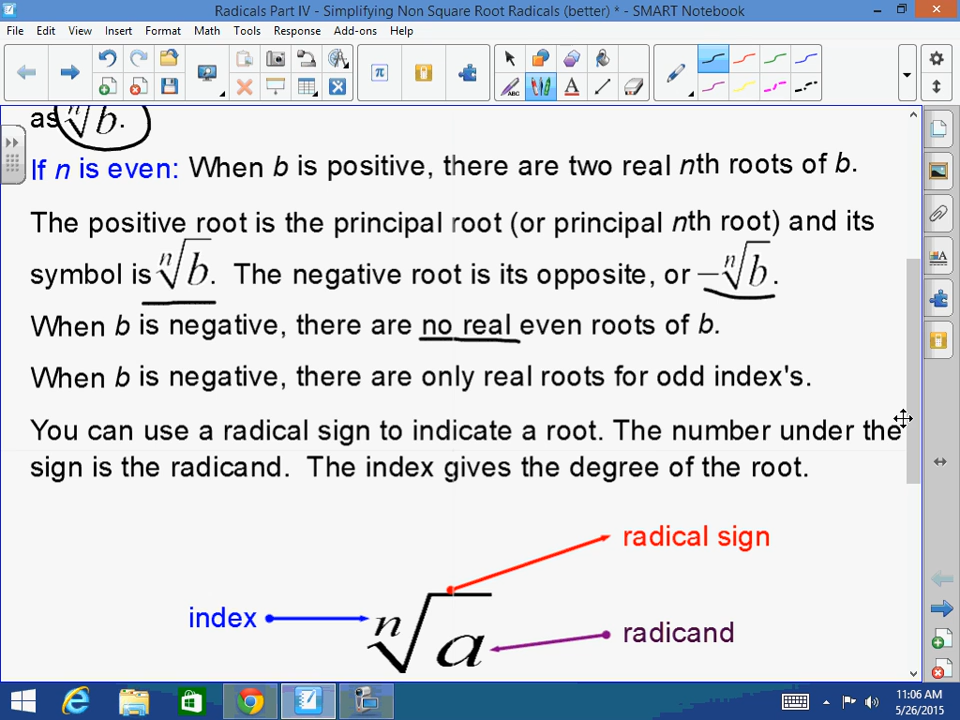 Radicals Part IV - Simplifying Non Square Root Radicals (better) * - SMART Notebook
File Edit View Insert Format Math Tools Response Add-ons Help
π
ABC
A
as ⁿ√b.
If n is even: When b is positive, there are two real nth roots of b.
The positive root is the principal root (or principal nth root) and its
symbol is ⁿ√b. The negative root is its opposite, or −ⁿ√b.
When b is negative, there are no real even roots of b.
When b is negative, there are only real roots for odd index's.
You can use a radical sign to indicate a root. The number under the
sign is the radicand. The index gives the degree of the root.
radical sign
index
ⁿ√a
radicand
11:06 AM
5/26/2015